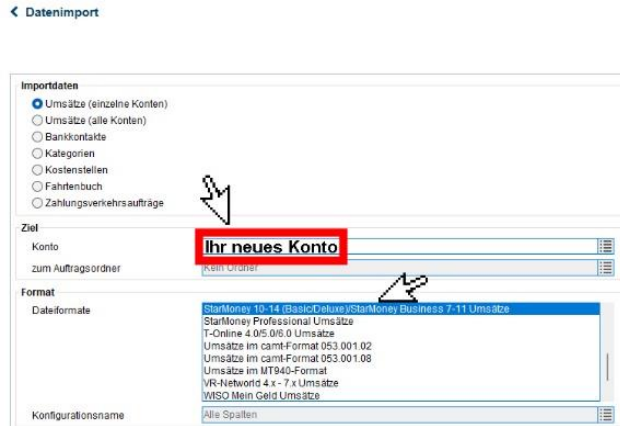 Datenimport
Importdaten
Umsätze (einzelne Konten)
Umsätze (alle Konten)
Bankkontakte
Kategorien
Kostenstellen
Fahrtenbuch
Zahlungsverkehrsaufträge
Ziel
Konto Ihr neues Konto
zum Auftragsordner Kein Ordner
Format
Dateiformate StarMoney 10-14 (Basic/Deluxe)/StarMoney Business 7-11 Umsätze
StarMoney Professional Umsätze
T-Online 4.0/5.0/6.0 Umsätze
Umsätze im camt-Format 053.001.02
Umsätze im camt-Format 053.001.08
Umsätze im MT940-Format
VR-Networld 4.x - 7.x Umsätze
WISO Mein Geld Umsätze
Konfigurationsname Alle Spalten